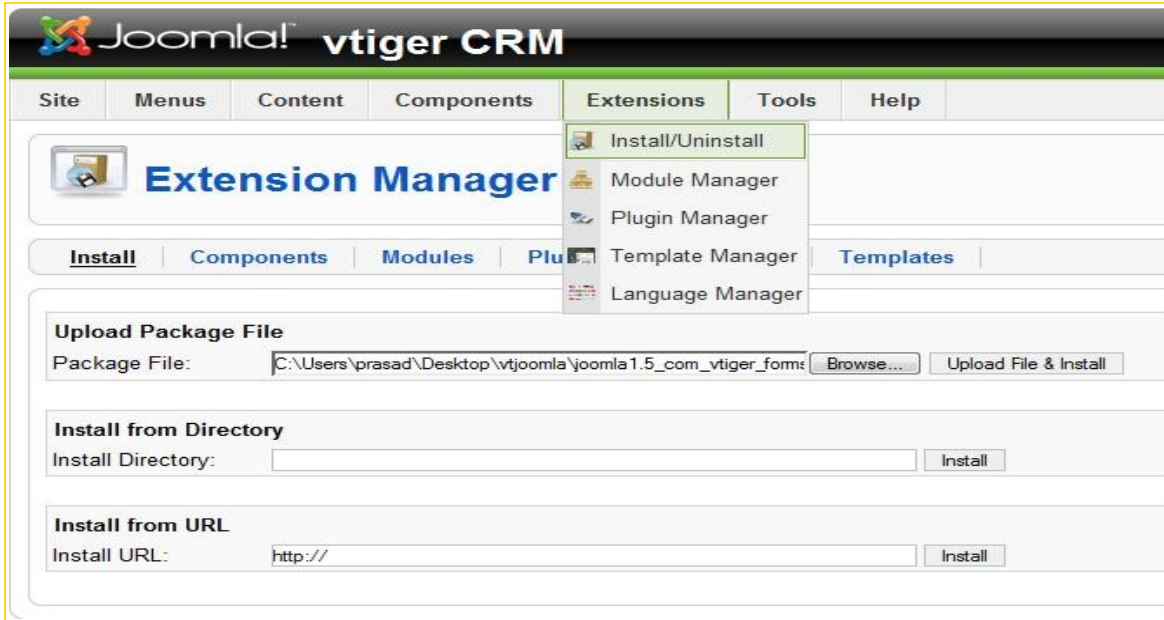 Joomla!™ vtiger CRM
Site Menus Content Components Extensions Tools Help
Install/Uninstall
Extension Manager
Module Manager
Plugin Manager
Template Manager
Language Manager
Install Components Modules Plu Templates
Upload Package File
Package File: C:\Users\prasad\Desktop\vtjoomla\joomla1.5_com_vtiger_forms Browse... Upload File & Install
Install from Directory
Install Directory: Install
Install from URL
Install URL: http:// Install